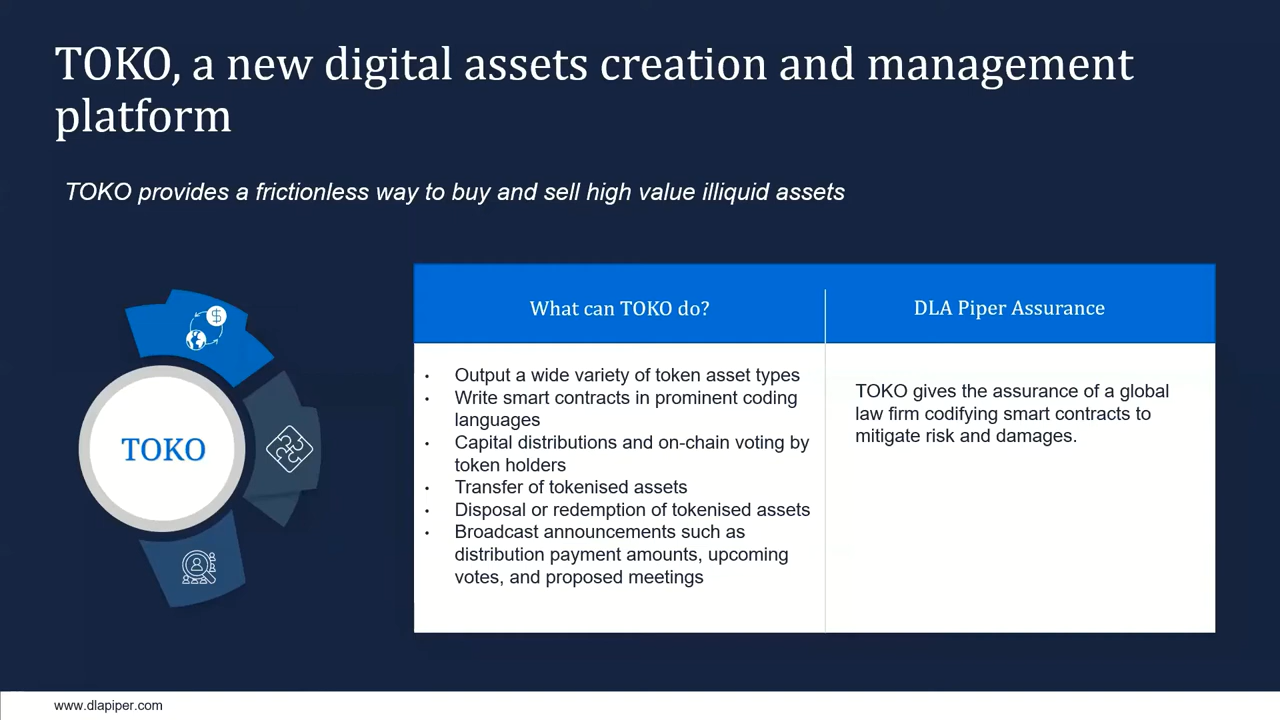 TOKO, a new digital assets creation and management
platform
TOKO provides a frictionless way to buy and sell high value illiquid assets
$
TOKO
What can TOKO do?
• Output a wide variety of token asset types
• Write smart contracts in prominent coding
languages
• Capital distributions and on-chain voting by
token holders
• Transfer of tokenised assets
• Disposal or redemption of tokenised assets
• Broadcast announcements such as
distribution payment amounts, upcoming
votes, and proposed meetings
DLA Piper Assurance
TOKO gives the assurance of a global
law firm codifying smart contracts to
mitigate risk and damages.
www.dlapiper.com